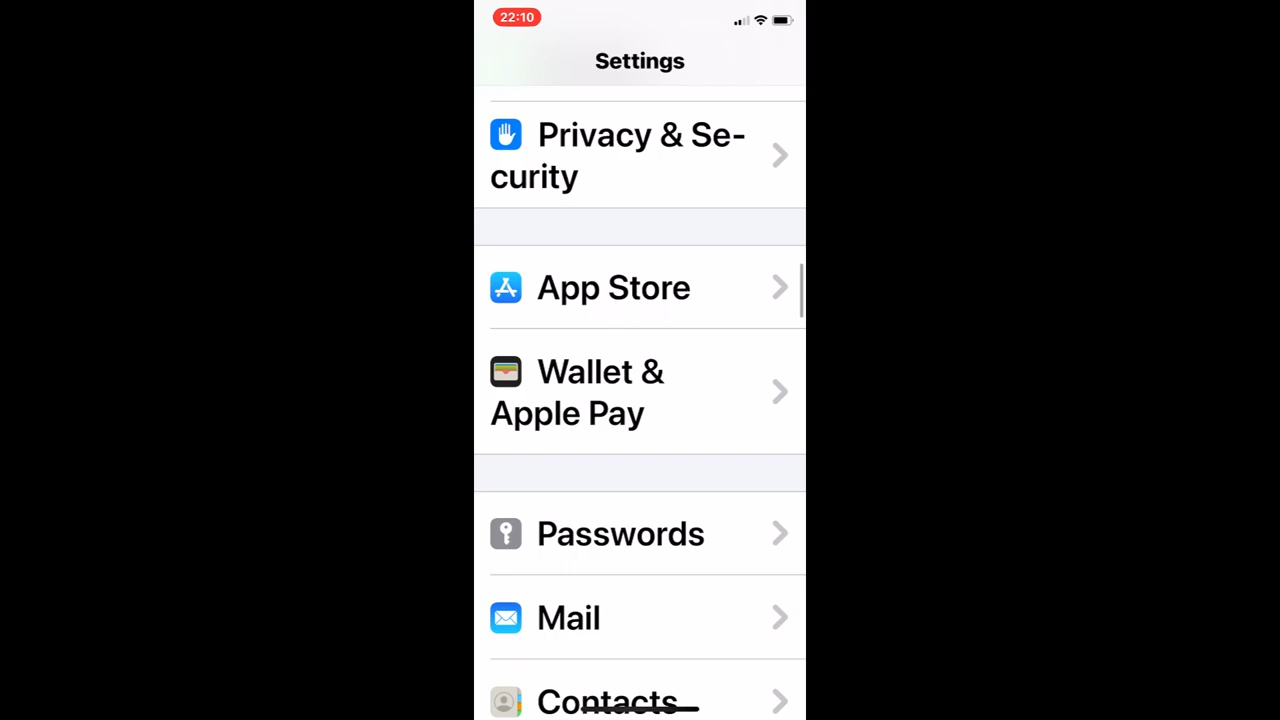 22:10
Settings
Privacy & Se-
curity
App Store
Wallet &
Apple Pay
Passwords
Mail
Contacts